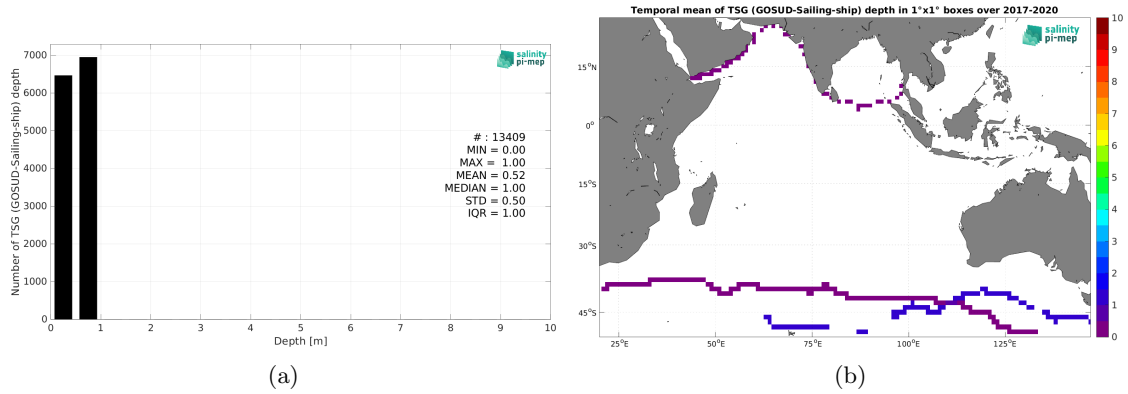 7000
6000
5000
4000
3000
2000
1000
0
Number of TSG (GOSUD-Sailing-ship) depth
salinity
pi-mep
# : 13409
MIN = 0.00
MAX = 1.00
MEAN = 0.52
MEDIAN = 1.00
STD = 0.50
IQR = 1.00
0 1 2 3 4 5 6 7 8 9 10
Depth [m]
(a)
Temporal mean of TSG (GOSUD-Sailing-ship) depth in 1°x1° boxes over 2017-2020
salinity
pi-mep
15°N
0°
15°S
30°S
45°S
25°E 50°E 75°E 100°E 125°E
10
9
8
7
6
5
4
3
2
1
0
(b)